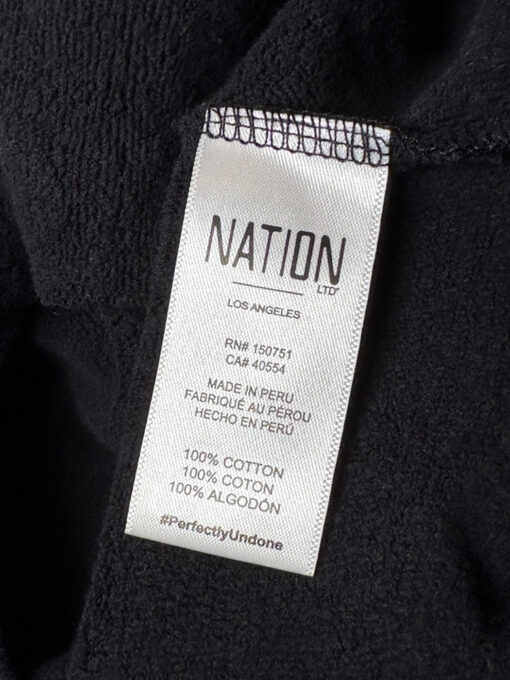 NATION
LTD
LOS ANGELES
RN# 150751
CA# 40554
MADE IN PERU
FABRIQUÉ AU PÉROU
HECHO EN PERÚ
100% COTTON
100% COTON
100% ALGODÓN
#PerfectlyUndone